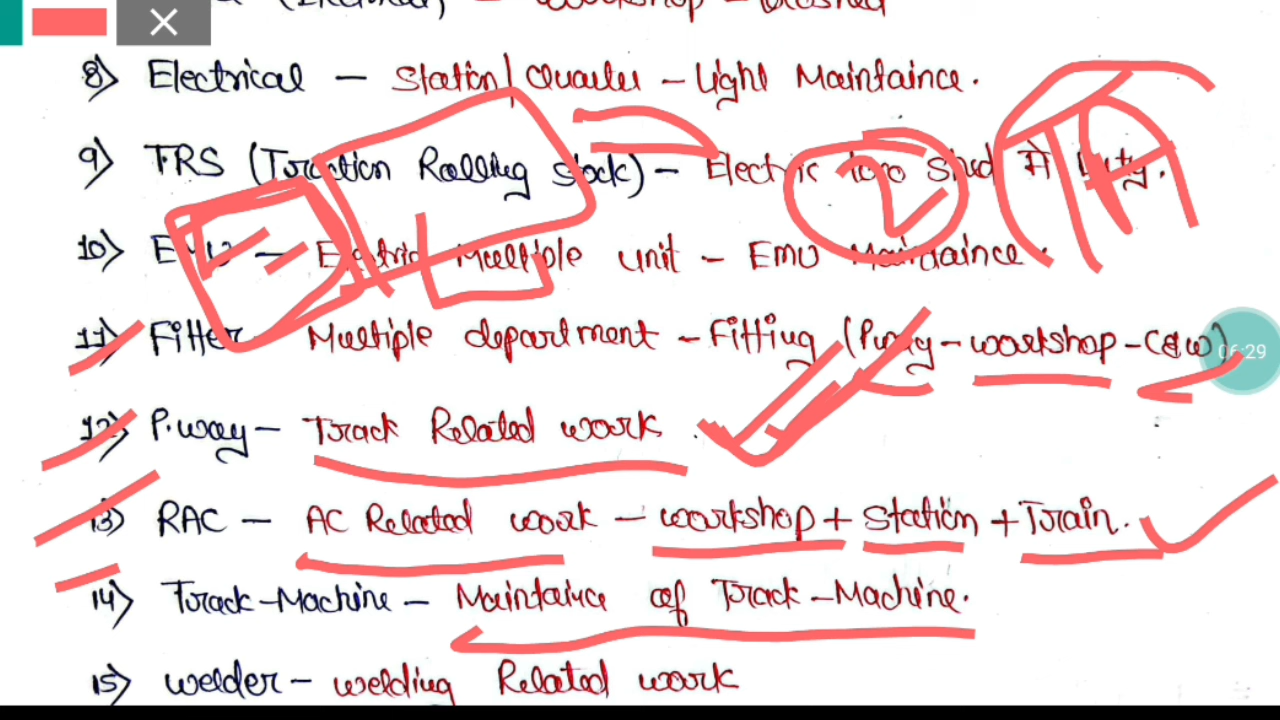 8) Electrical – Station/Quarter – Light Maintaince.
9) TRS (Traction Rolling Stock) – Electric loco Shed में Duty.
10) EMU – Electric Multiple unit – EMU Maintaince.
11) Fitter Multiple department – Fitting (P.way – workshop – C&W)
06:29
12) P.way – Track Related work.
13) RAC – AC Related work – workshop + Station + Train.
14) Track-Machine – Maintaince of Track-Machine.
15) welder – welding Related work